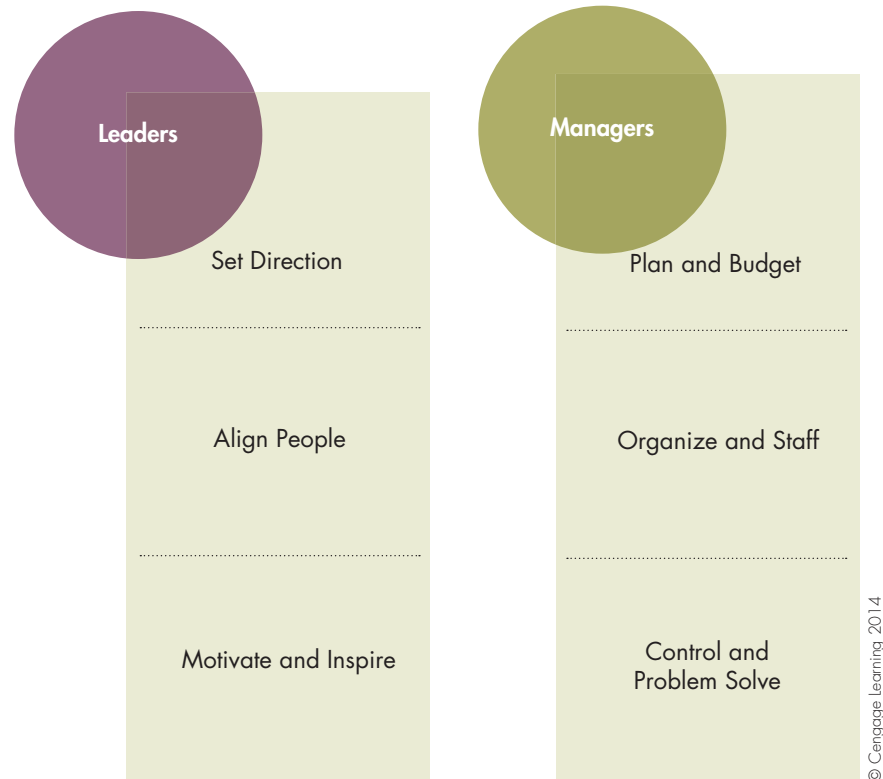 Leaders
Set Direction
Align People
Motivate and Inspire
Managers
Plan and Budget
Organize and Staff
Control and
Problem Solve
© Cengage Learning 2014